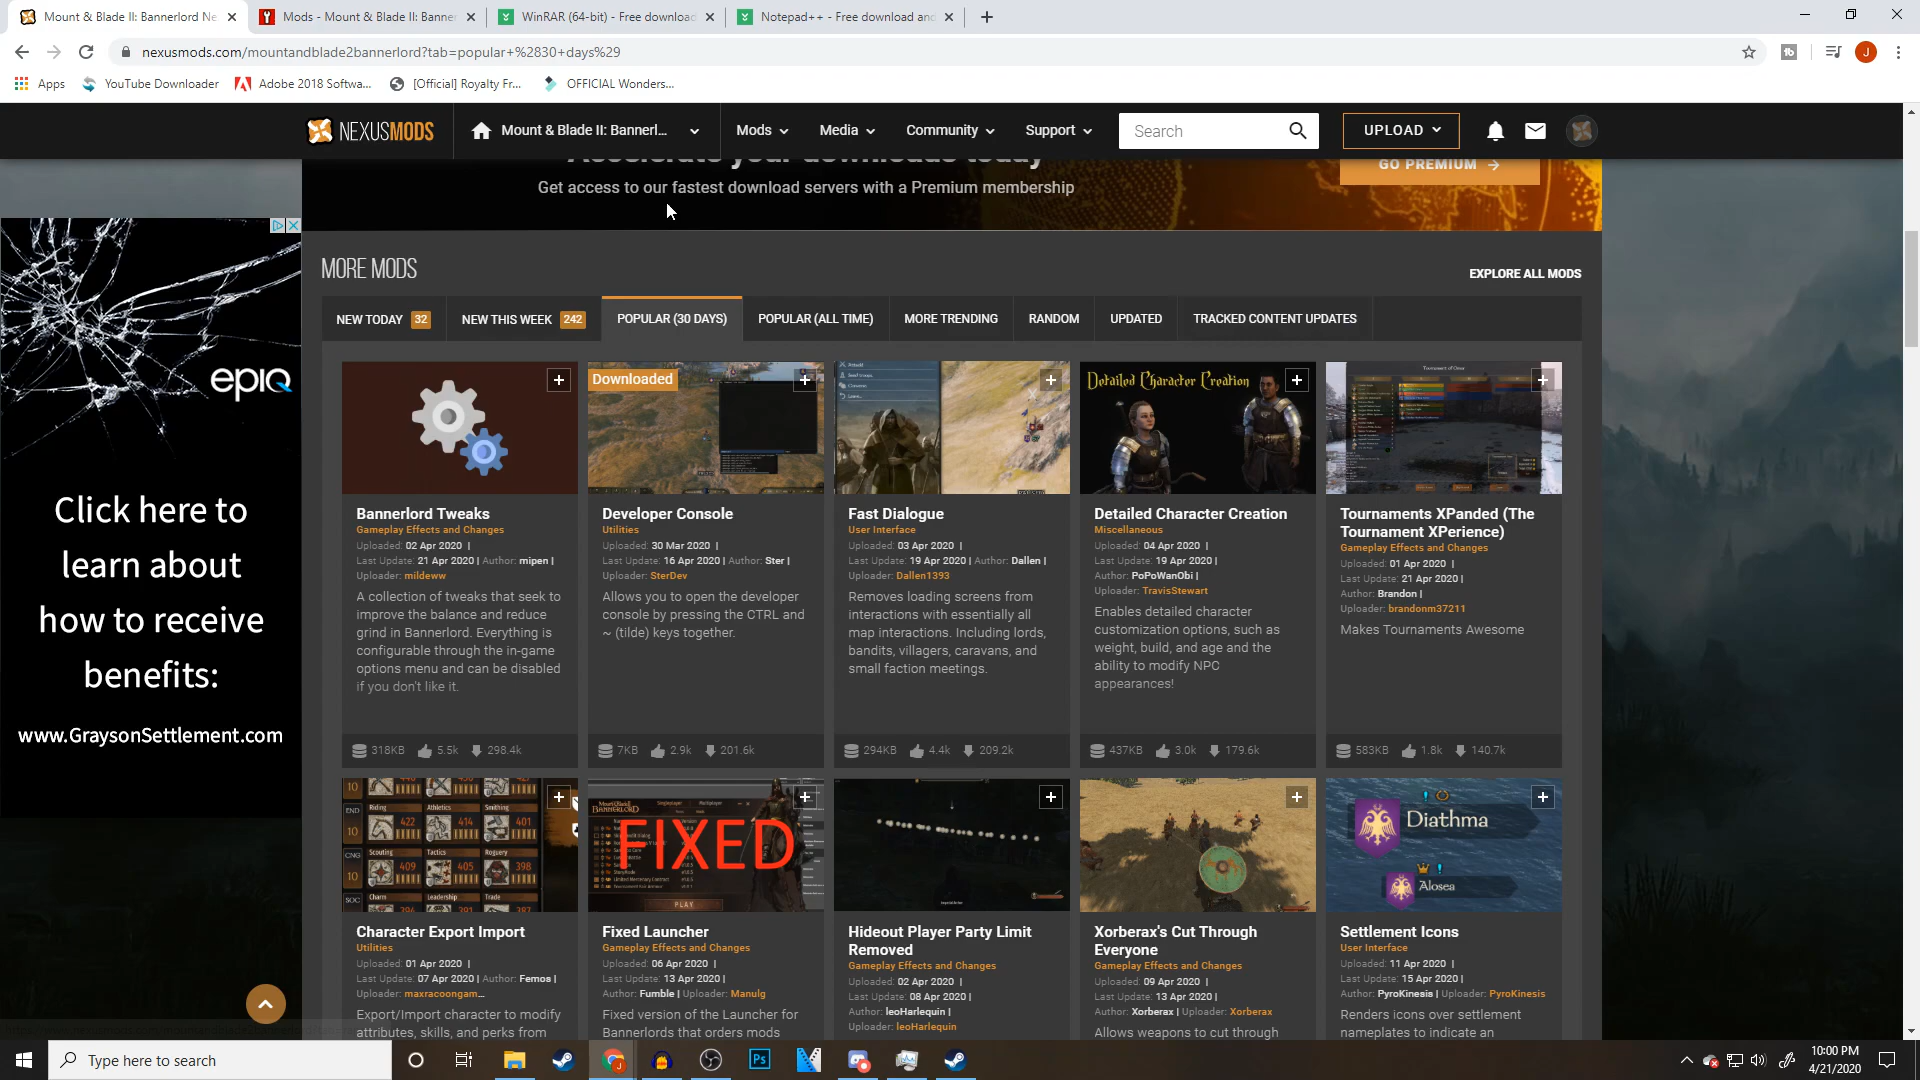 Mount & Blade II: Bannerlord Ne
Mods - Mount & Blade II: Banner
WinRAR (64-bit) - Free download
Notepad++ - Free download and
nexusmods.com/mountandblade2bannerlord?tab=popular+%2830+days%29
Apps
YouTube Downloader
Adobe 2018 Softwa...
[Official] Royalty Fr...
OFFICIAL Wonders...
NEXUSMODS
Mount & Blade II: Bannerl...
Mods
Media
Community
Support
Search
UPLOAD
Accelerate your downloads today
Get access to our fastest download servers with a Premium membership
GO PREMIUM
epiq
Click here to
learn about
how to receive
benefits:
www.GraysonSettlement.com
MORE MODS
EXPLORE ALL MODS
NEW TODAY 32
NEW THIS WEEK 242
POPULAR (30 DAYS)
POPULAR (ALL TIME)
MORE TRENDING
RANDOM
UPDATED
TRACKED CONTENT UPDATES
Bannerlord Tweaks
Gameplay Effects and Changes
Uploaded: 02 Apr 2020 |
Last Update: 21 Apr 2020 | Author: mipen |
Uploader: mildeww
A collection of tweaks that seek to
improve the balance and reduce
grind in Bannerlord. Everything is
configurable through the in-game
options menu and can be disabled
if you don't like it.
318KB 5.5k 298.4k
Downloaded
Developer Console
Utilities
Uploaded: 30 Mar 2020 |
Last Update: 16 Apr 2020 | Author: Ster |
Uploader: SterDev
Allows you to open the developer
console by pressing the CTRL and
~ (tilde) keys together.
7KB 2.9k 201.6k
Fast Dialogue
User Interface
Uploaded: 03 Apr 2020 |
Last Update: 19 Apr 2020 | Author: Dallen |
Uploader: Dallen1393
Removes loading screens from
interactions with essentially all
map interactions. Including lords,
bandits, villagers, caravans, and
small faction meetings.
294KB 4.4k 209.2k
Detailed Character Creation
Detailed Character Creation
Miscellaneous
Uploaded: 04 Apr 2020 |
Last Update: 19 Apr 2020 |
Author: PoPoWanObi |
Uploader: TravisStewart
Enables detailed character
customization options, such as
weight, build, and age and the
ability to modify NPC
appearances!
437KB 3.0k 179.6k
Tournaments XPanded (The
Tournament XPerience)
Gameplay Effects and Changes
Uploaded: 01 Apr 2020 |
Last Update: 21 Apr 2020 |
Author: Brandon |
Uploader: brandonm37211
Makes Tournaments Awesome
583KB 1.8k 140.7k
10
END
10
CNG
10
SOC
Riding Athletics Smithing
422 414 401
Scouting Tactics Roguery
409 405 398
Charm Leadership Trade
Character Export Import
Utilities
Uploaded: 01 Apr 2020 |
Last Update: 07 Apr 2020 | Author: Femos |
Uploader: maxracoongam...
Export/Import character to modify
attributes, skills, and perks from
FIXED
PLAY
Fixed Launcher
Gameplay Effects and Changes
Uploaded: 06 Apr 2020 |
Last Update: 13 Apr 2020 |
Author: Fumble | Uploader: Manulg
Fixed version of the Launcher for
Bannerlords that orders mods
Hideout Player Party Limit
Removed
Gameplay Effects and Changes
Uploaded: 02 Apr 2020 |
Last Update: 08 Apr 2020 |
Author: leoHarlequin |
Uploader: leoHarlequin
Xorberax's Cut Through
Everyone
Gameplay Effects and Changes
Uploaded: 09 Apr 2020 |
Last Update: 13 Apr 2020 |
Author: Xorberax | Uploader: Xorberax
Allows weapons to cut through
Diathma
Alosea
Settlement Icons
User Interface
Uploaded: 11 Apr 2020 |
Last Update: 15 Apr 2020 |
Author: PyroKinesis | Uploader: PyroKinesis
Renders icons over settlement
nameplates to indicate an
Type here to search
10:00 PM
4/21/2020